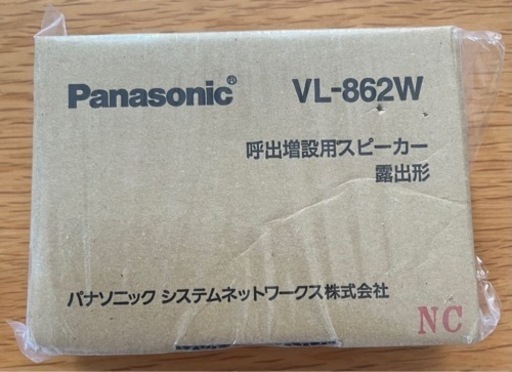 Panasonic® VL-862W
呼出増設用スピーカー
露出形
パナソニック システムネットワークス株式会社
NC